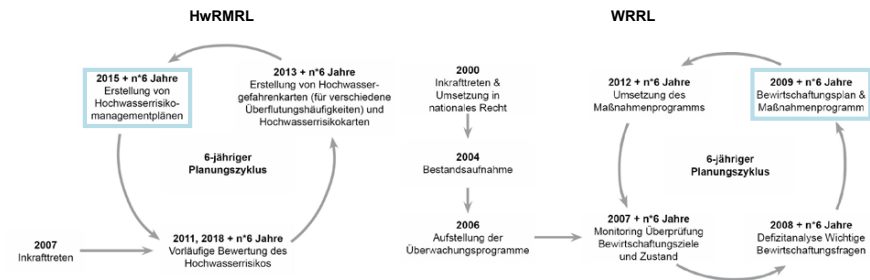 HwRMRL
2015 + n*6 Jahre
Erstellung von
Hochwasserrisiko-
managementplänen
2013 + n*6 Jahre
Erstellung von Hochwasser-
gefahrenkarten (für verschiedene
Überflutungshäufigkeiten) und
Hochwasserrisikokarten
6-jähriger
Planungszyklus
2007
Inkrafttreten
2011, 2018 + n*6 Jahre
Vorläufige Bewertung des
Hochwasserrisikos
WRRL
2000
Inkrafttreten &
Umsetzung in
nationales Recht
2004
Bestandsaufnahme
2006
Aufstellung der
Überwachungsprogramme
2012 + n*6 Jahre
Umsetzung des
Maßnahmenprogramms
2009 + n*6 Jahre
Bewirtschaftungsplan &
Maßnahmenprogramm
6-jähriger
Planungszyklus
2007 + n*6 Jahre
Monitoring Überprüfung
Bewirtschaftungsziele
und Zustand
2008 + n*6 Jahre
Defizitanalyse Wichtige
Bewirtschaftungsfragen